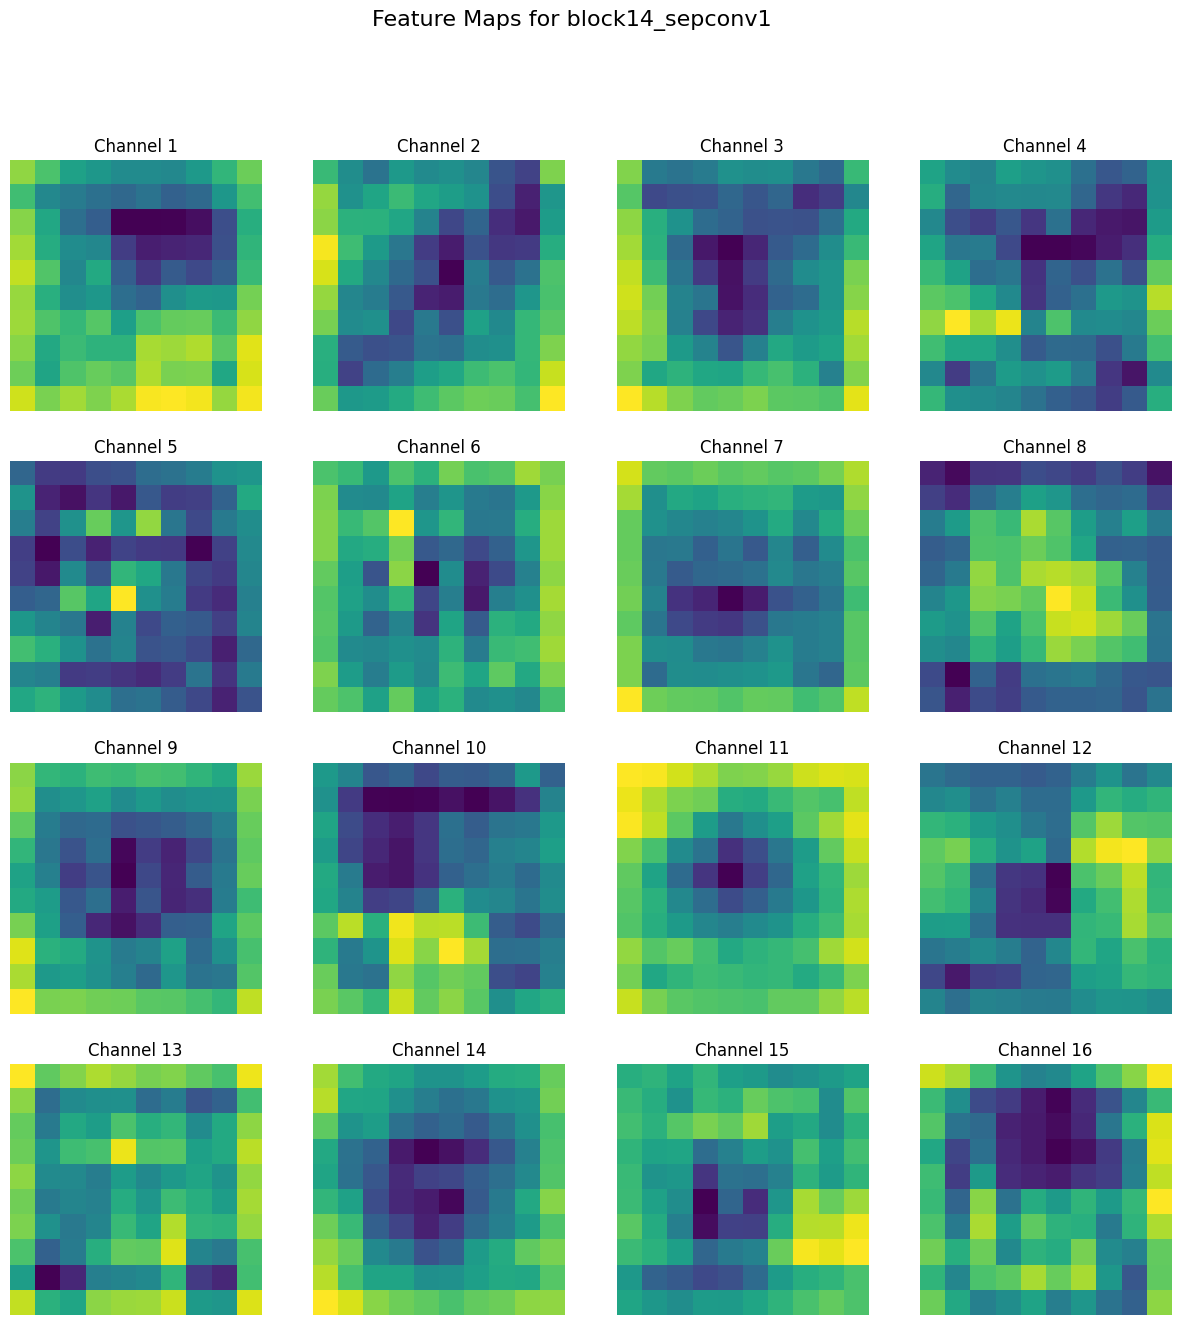 Feature Maps for block14_sepconv1
Channel 1
Channel 2
Channel 3
Channel 4
Channel 5
Channel 6
Channel 7
Channel 8
Channel 9
Channel 10
Channel 11
Channel 12
Channel 13
Channel 14
Channel 15
Channel 16